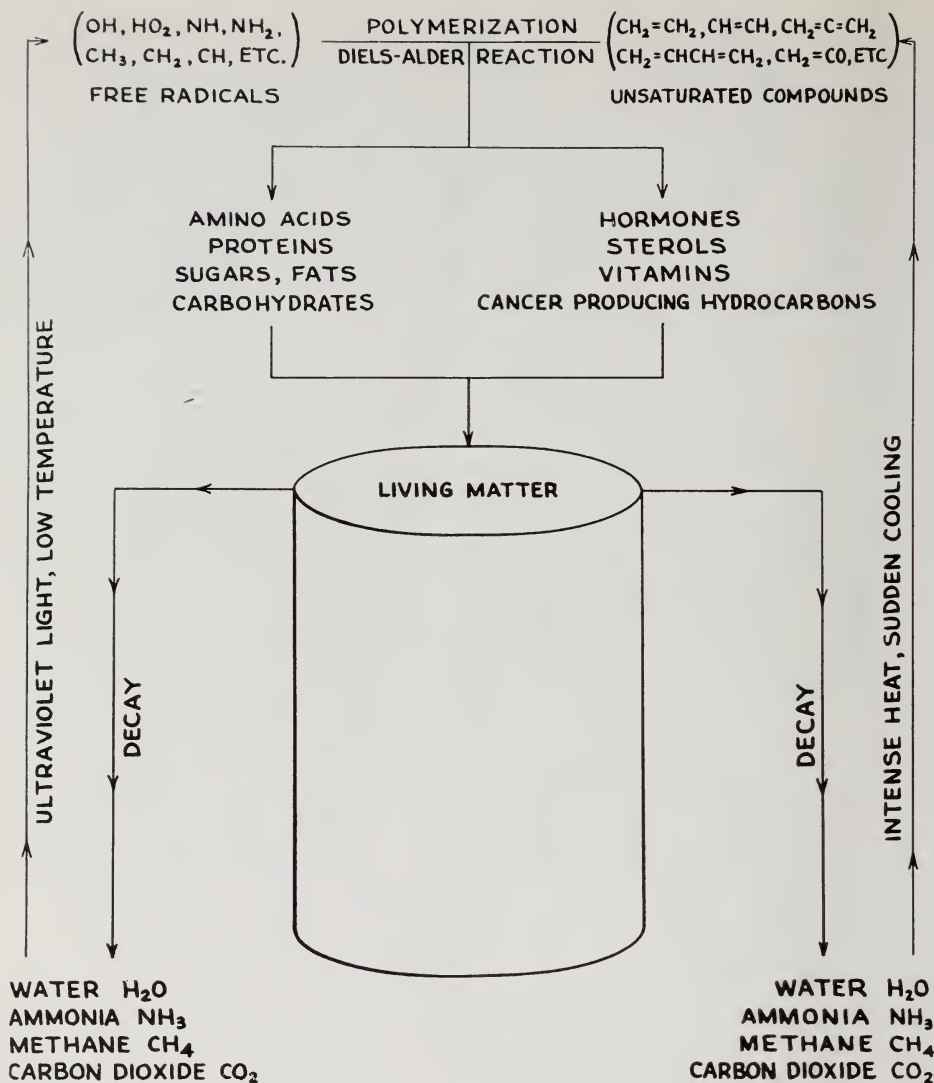 (OH, HO₂, NH, NH₂,
CH₃, CH₂, CH, ETC.)
FREE RADICALS
POLYMERIZATION
DIELS-ALDER REACTION
(CH₂=CH₂, CH=CH, CH₂=C=CH₂
CH₂=CHCH=CH₂, CH₂=CO, ETC)
UNSATURATED COMPOUNDS
AMINO ACIDS
PROTEINS
SUGARS, FATS
CARBOHYDRATES
HORMONES
STEROLS
VITAMINS
CANCER PRODUCING HYDROCARBONS
ULTRAVIOLET LIGHT, LOW TEMPERATURE
DECAY
LIVING MATTER
DECAY
INTENSE HEAT, SUDDEN COOLING
WATER H₂O
AMMONIA NH₃
METHANE CH₄
CARBON DIOXIDE CO₂
WATER H₂O
AMMONIA NH₃
METHANE CH₄
CARBON DIOXIDE CO₂